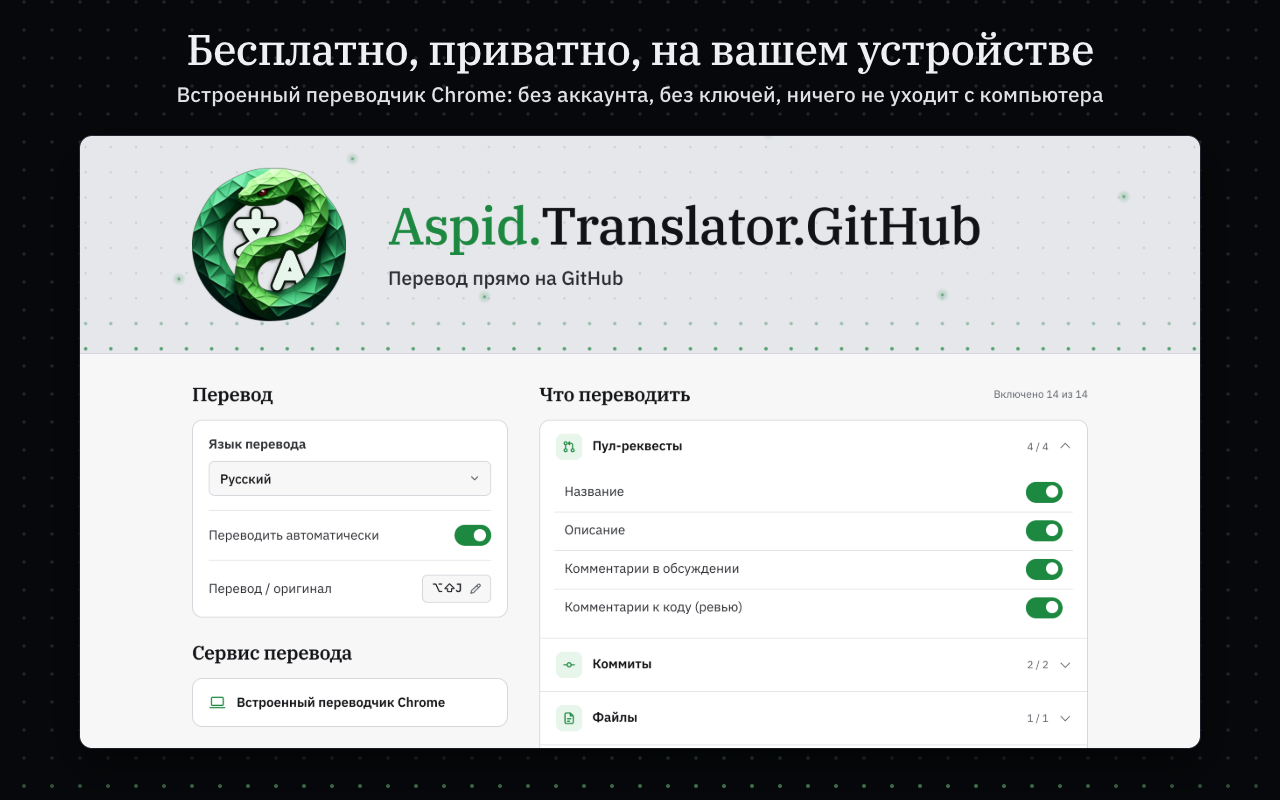 Бесплатно, приватно, на вашем устройстве
Встроенный переводчик Chrome: без аккаунта, без ключей, ничего не уходит с компьютера
文
A
Aspid.Translator.GitHub
Перевод прямо на GitHub
Перевод
Язык перевода
Русский
Переводить автоматически
Перевод / оригинал
⌥⇧J
Сервис перевода
Встроенный переводчик Chrome
Что переводить
Включено 14 из 14
Пул-реквесты
4 / 4
Название
Описание
Комментарии в обсуждении
Комментарии к коду (ревью)
Коммиты
2 / 2
Файлы
1 / 1